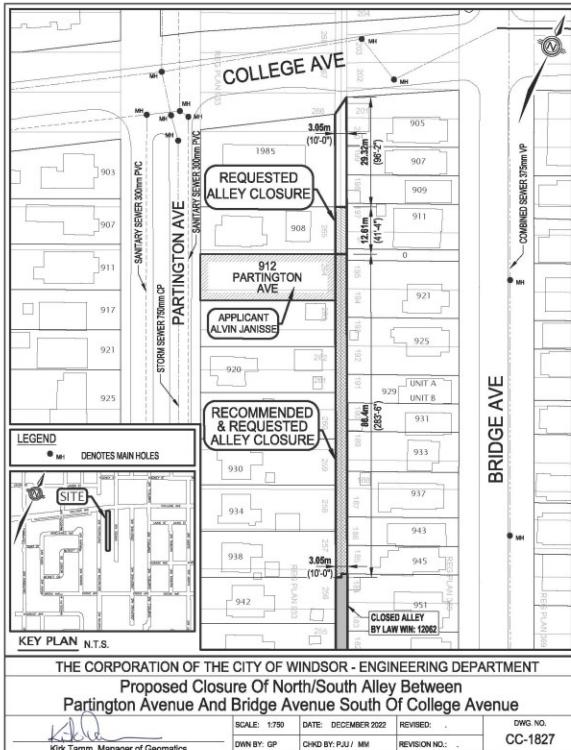 COLLEGE AVE
MH
MH
MH
MH
MH
MH
MH
3.05m
(10'-0")
29.32m
(96'-2")
905
907
909
911
1985
903
907
911
917
921
925
SANITARY SEWER 300mm PVC
STORM SEWER 750mm CP
PARTINGTON AVE
SANITARY SEWER 300mm PVC
REQUESTED
ALLEY CLOSURE
908
12.61m
(41'-4")
0
912
PARTINGTON
AVE
APPLICANT
ALVIN JANISSE
921
925
920
UNIT A
929
UNIT B
931
933
RECOMMENDED
& REQUESTED
ALLEY CLOSURE
86.4m
(283'-6")
BRIDGE AVE
COMBINED SEWER 375mm VP
MH
MH
930
934
938
942
937
943
945
951
3.05m
(10'-0")
CLOSED ALLEY
BY LAW WIN: 12062
LEGEND
MH DENOTES MAIN HOLES
SITE
KEY PLAN N.T.S.
THE CORPORATION OF THE CITY OF WINDSOR - ENGINEERING DEPARTMENT
Proposed Closure Of North/South Alley Between
Partington Avenue And Bridge Avenue South Of College Avenue
Kirk Tamm, Manager of Geomatics
SCALE: 1:750 DATE: DECEMBER 2022 REVISED: . DWG. NO.
DWN BY: GP CHKD BY: PJU / MM REVISION NO.: . CC-1827